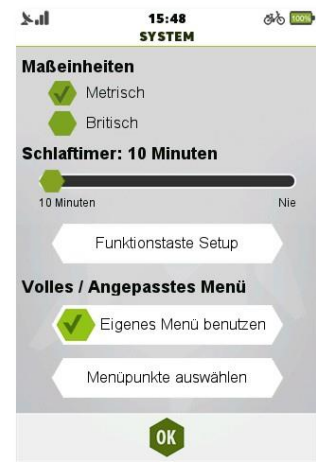 15:48
100%
SYSTEM
Maßeinheiten
Metrisch
Britisch
Schlaftimer: 10 Minuten
10 Minuten Nie
Funktionstaste Setup
Volles / Angepasstes Menü
Eigenes Menü benutzen
Menüpunkte auswählen
OK